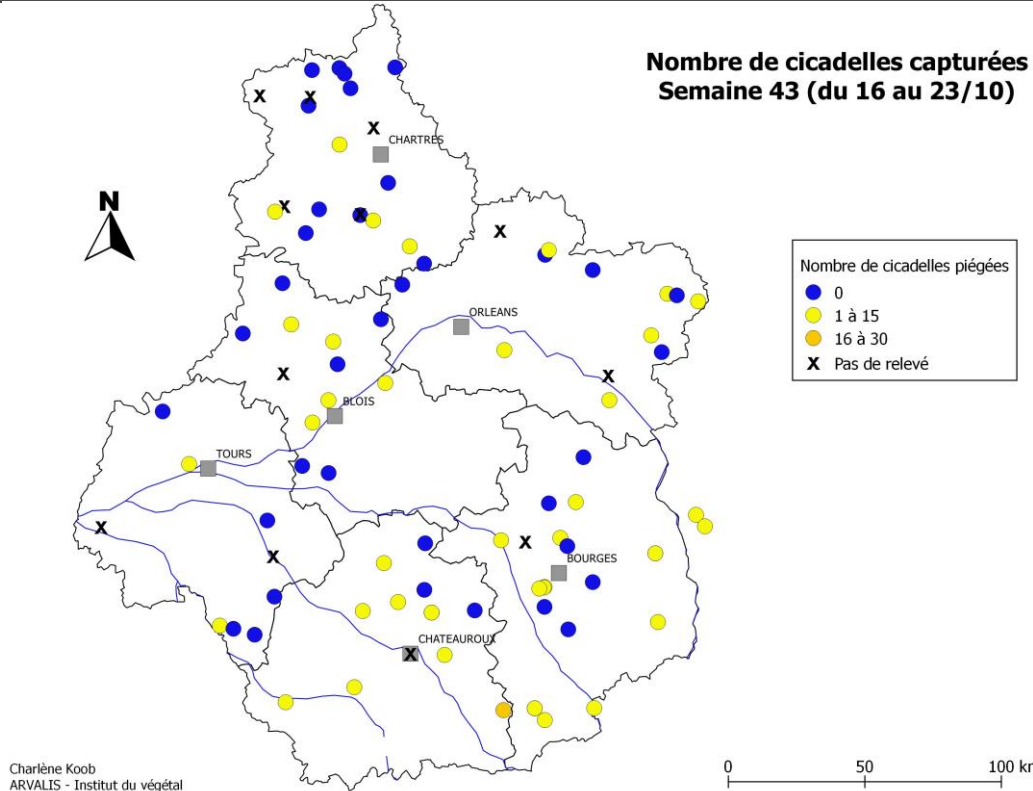 Nombre de cicadelles capturées
Semaine 43 (du 16 au 23/10)
N
CHARTRES
ORLEANS
Nombre de cicadelles piégées
0
1 à 15
16 à 30
X Pas de relevé
BLOIS
TOURS
BOURGES
CHATEAUROUX
Charlène Koob
ARVALIS - Institut du végétal
0 50 100 km